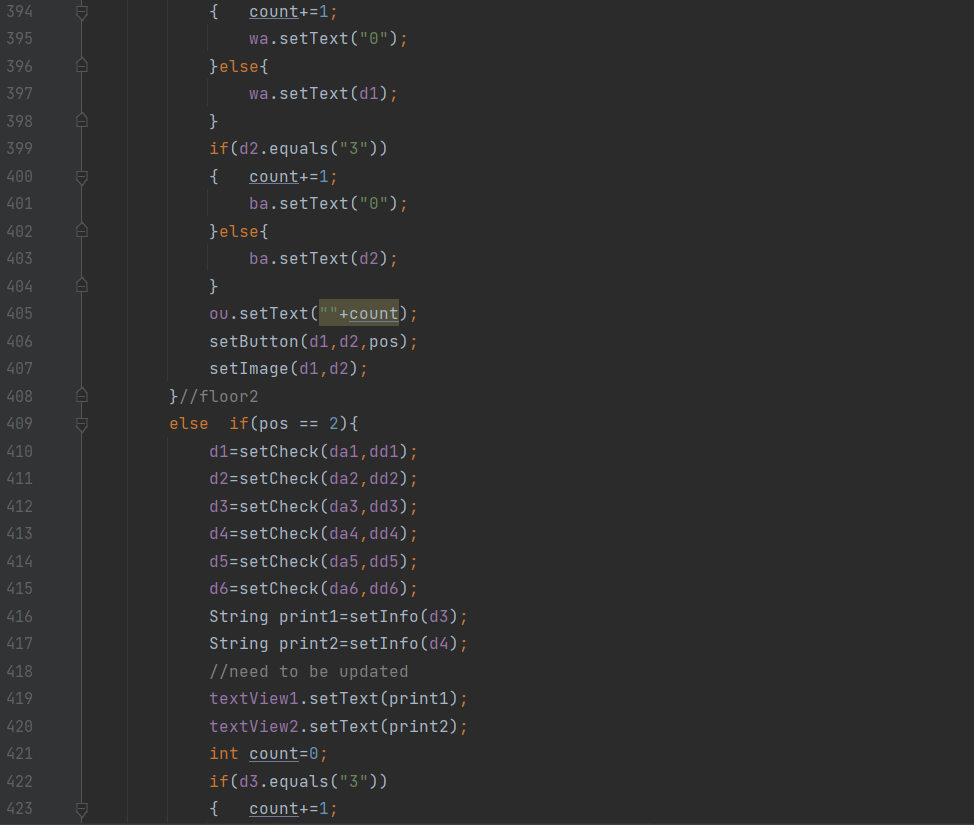 394 { count+=1;
395 wa.setText("0");
396 }else{
397 wa.setText(d1);
398 }
399 if(d2.equals("3"))
400 { count+=1;
401 ba.setText("0");
402 }else{
403 ba.setText(d2);
404 }
405 ou.setText(""+count);
406 setButton(d1,d2,pos);
407 setImage(d1,d2);
408 }//floor2
409 else  if(pos == 2){
410 d1=setCheck(da1,dd1);
411 d2=setCheck(da2,dd2);
412 d3=setCheck(da3,dd3);
413 d4=setCheck(da4,dd4);
414 d5=setCheck(da5,dd5);
415 d6=setCheck(da6,dd6);
416 String print1=setInfo(d3);
417 String print2=setInfo(d4);
418 //need to be updated
419 textView1.setText(print1);
420 textView2.setText(print2);
421 int count=0;
422 if(d3.equals("3"))
423 { count+=1;